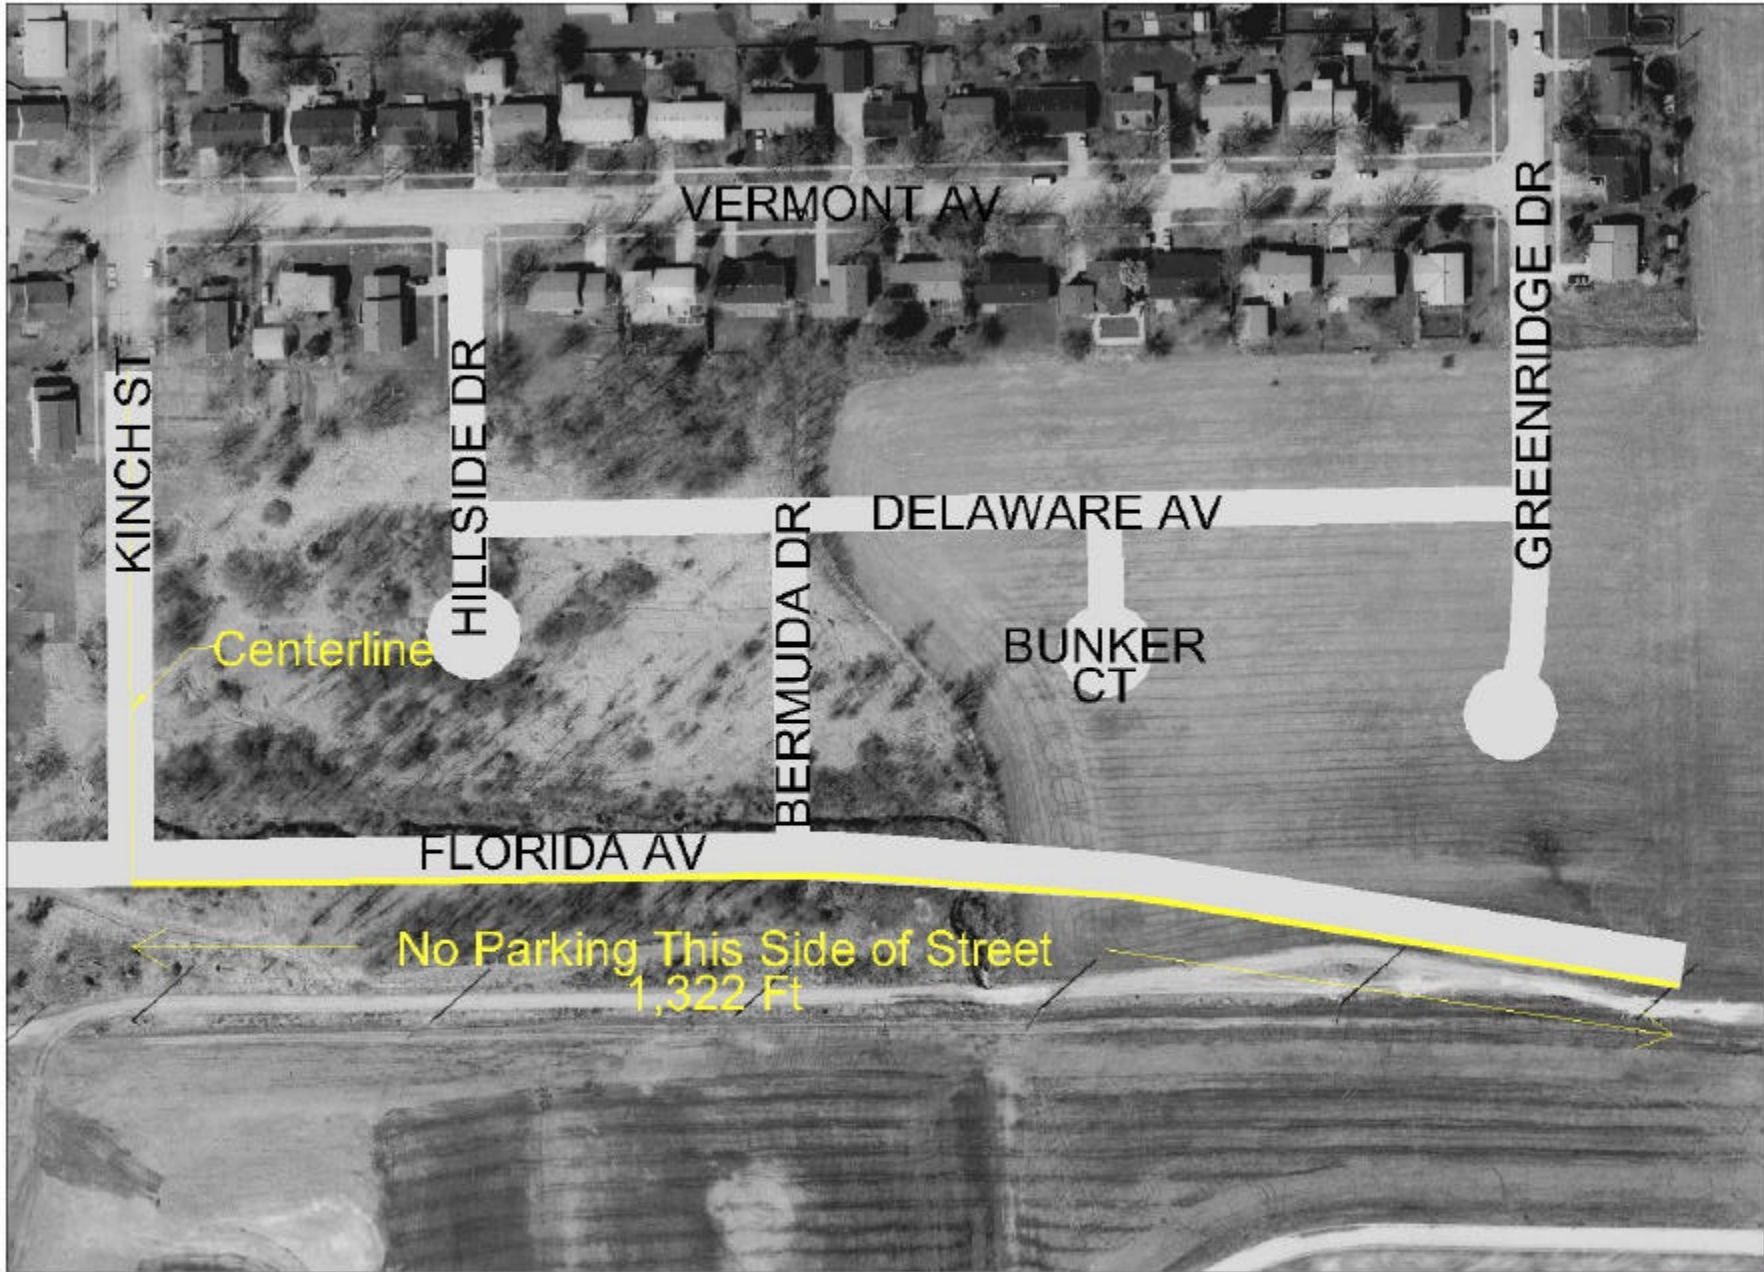 VERMONT AV
GREENRIDGE DR
KINCH ST
HILLSIDE DR
DELAWARE AV
BERMUDA DR
Centerline
BUNKER
CT
FLORIDA AV
No Parking This Side of Street
1,322 Ft